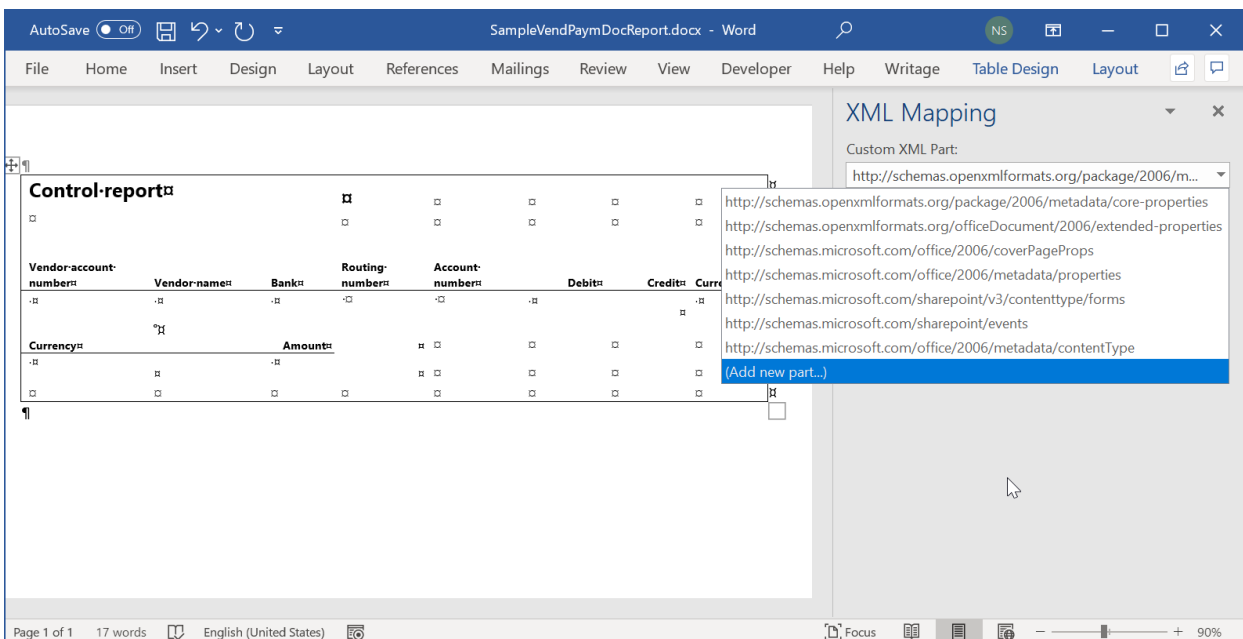 AutoSave Off SampleVendPaymDocReport.docx - Word NS
File Home Insert Design Layout References Mailings Review View Developer Help Writage Table Design Layout
XML Mapping
Custom XML Part:
http://schemas.openxmlformats.org/package/2006/m...
http://schemas.openxmlformats.org/package/2006/metadata/core-properties
http://schemas.openxmlformats.org/officeDocument/2006/extended-properties
http://schemas.microsoft.com/office/2006/coverPageProps
http://schemas.microsoft.com/office/2006/metadata/properties
http://schemas.microsoft.com/sharepoint/v3/contenttype/forms
http://schemas.microsoft.com/sharepoint/events
http://schemas.microsoft.com/office/2006/metadata/contentType
(Add new part...)
¶
Control·report¤ ¤ ¤ ¤ ¤ ¤ ¤
¤ ¤ ¤ ¤ ¤ ¤
Vendor·account· Routing· Account·
number¤ Vendor·name¤ Bank¤ number¤ number¤ Debit¤ Credit¤ Curre
·¤ ·¤ ·¤ ·¤ ·¤ ·¤ ·¤
¤
°¤
Currency¤ Amount¤ ¤ ¤ ¤ ¤ ¤
·¤ ·¤
¤ ¤ ¤ ¤ ¤ ¤
¤ ¤ ¤ ¤ ¤ ¤ ¤ ¤ ¤
¶
Page 1 of 1 17 words English (United States) Focus 90%